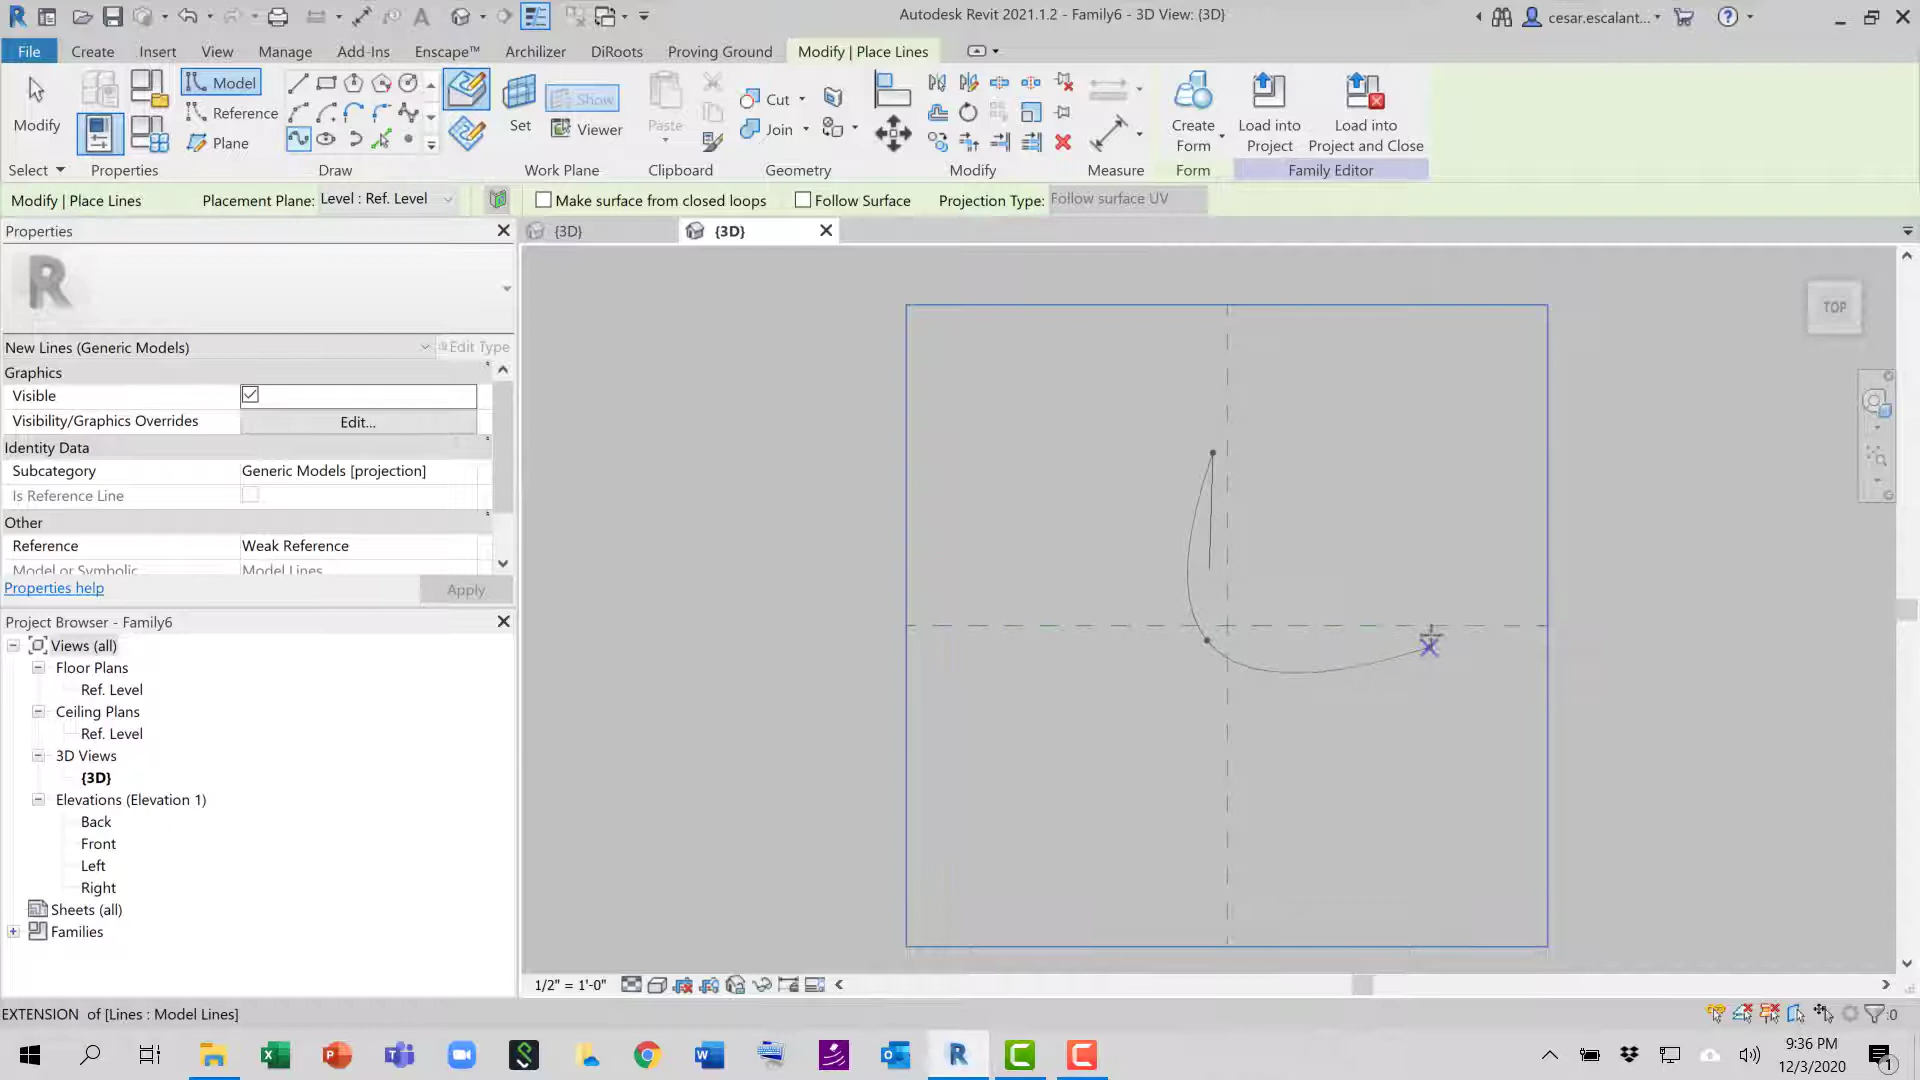 Autodesk Revit 2021.1.2 - Family6 - 3D View: {3D}
cesar.escalant...
File Create Insert View Manage Add-Ins Enscape™ Archilizer DiRoots Proving Ground Modify | Place Lines
Modify
Model
Reference
Plane
Set
Show
Viewer
Paste
Cut
Join
Create Form
Load into Project
Load into Project and Close
Select Properties Draw Work Plane Clipboard Geometry Modify Measure Form Family Editor
Modify | Place Lines Placement Plane: Level : Ref. Level Make surface from closed loops Follow Surface Projection Type: Follow surface UV
Properties
{3D} {3D}
TOP
New Lines (Generic Models) Edit Type
Graphics
Visible
Visibility/Graphics Overrides Edit...
Identity Data
Subcategory Generic Models [projection]
Is Reference Line
Other
Reference Weak Reference
Model or Symbolic Model Lines
Properties help Apply
Project Browser - Family6
Views (all)
Floor Plans
Ref. Level
Ceiling Plans
Ref. Level
3D Views
{3D}
Elevations (Elevation 1)
Back
Front
Left
Right
Sheets (all)
Families
1/2" = 1'-0"
EXTENSION of [Lines : Model Lines]
:0
9:36 PM
12/3/2020
1